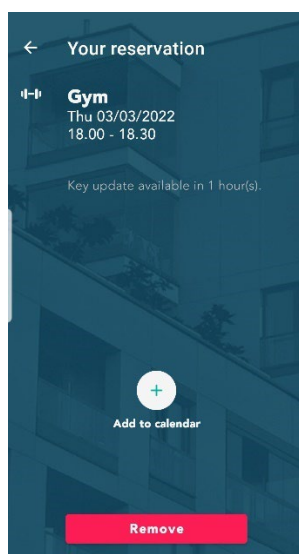 Your reservation
Gym
Thu 03/03/2022
18.00 - 18.30
Key update available in 1 hour(s).
Add to calendar
Remove